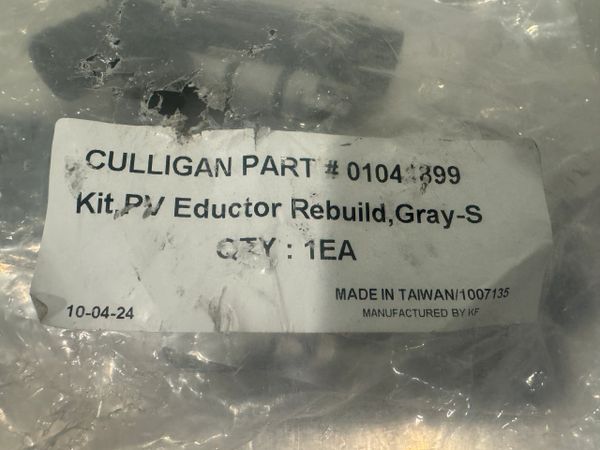 CULLIGAN PART #
Kit,PV Eductor Rebuild,Gray-S
QTY : 1EA
MADE IN TAIWAN/1007135
10-04-24
MANUFACTURED BY KF